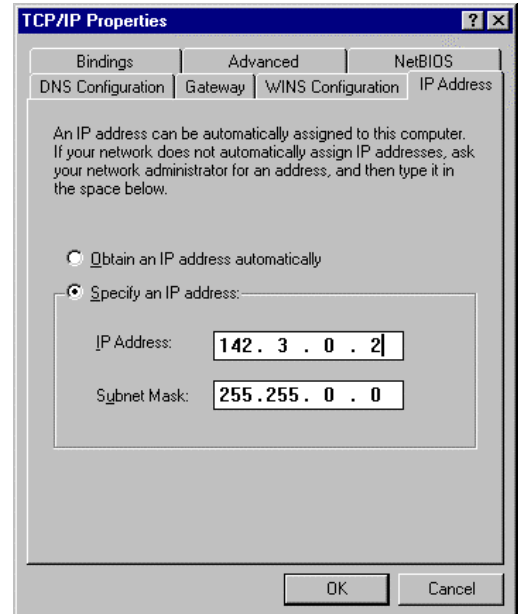 TCP/IP Properties
? X
Bindings Advanced NetBIOS
DNS Configuration Gateway WINS Configuration IP Address
An IP address can be automatically assigned to this computer.
If your network does not automatically assign IP addresses, ask
your network administrator for an address, and then type it in
the space below.
Obtain an IP address automatically
Specify an IP address:
IP Address: 142. 3 . 0 . 2
Subnet Mask: 255.255. 0 . 0
OK Cancel